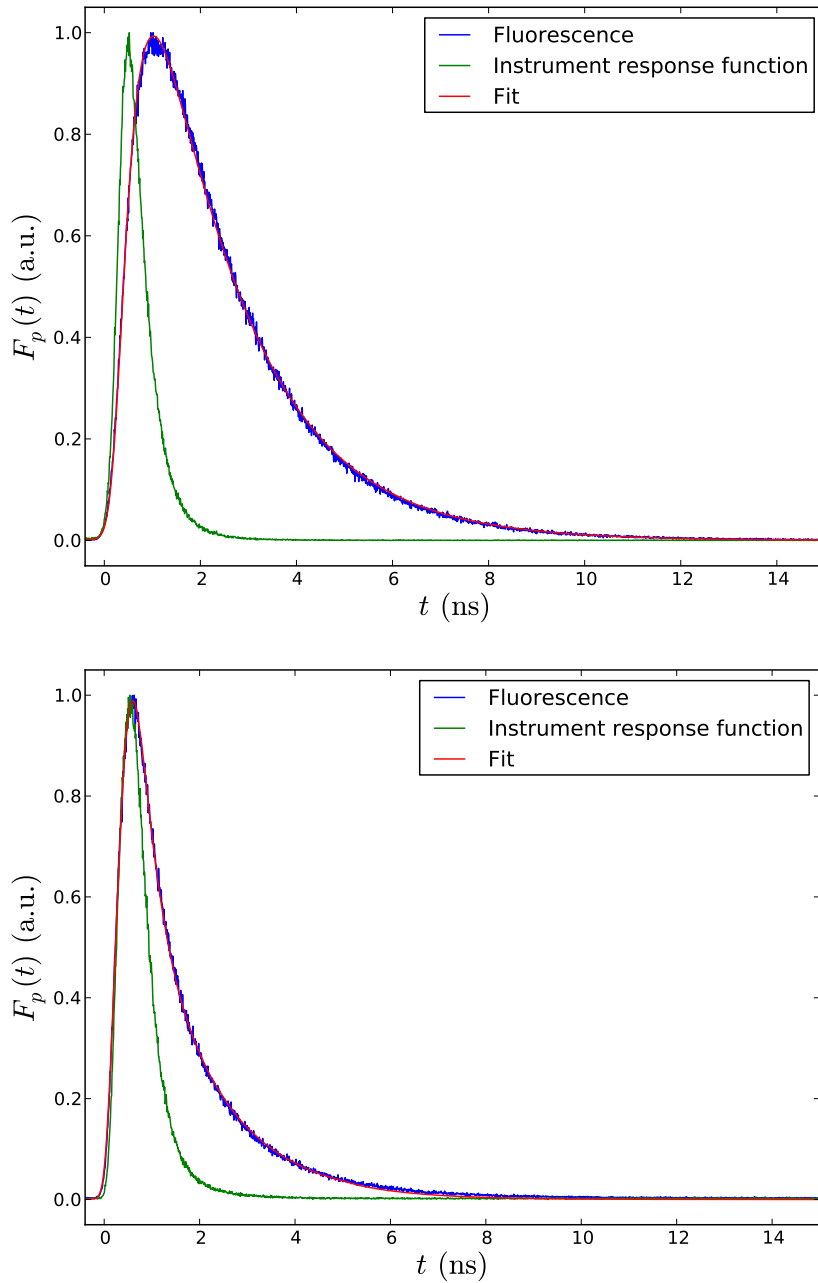 Fluorescence
Instrument response function
Fit
1.0
0.8
0.6
0.4
0.2
0.0
F_p(t) (a.u.)
0 2 4 6 8 10 12 14
t (ns)
Fluorescence
Instrument response function
Fit
1.0
0.8
0.6
0.4
0.2
0.0
F_p(t) (a.u.)
0 2 4 6 8 10 12 14
t (ns)